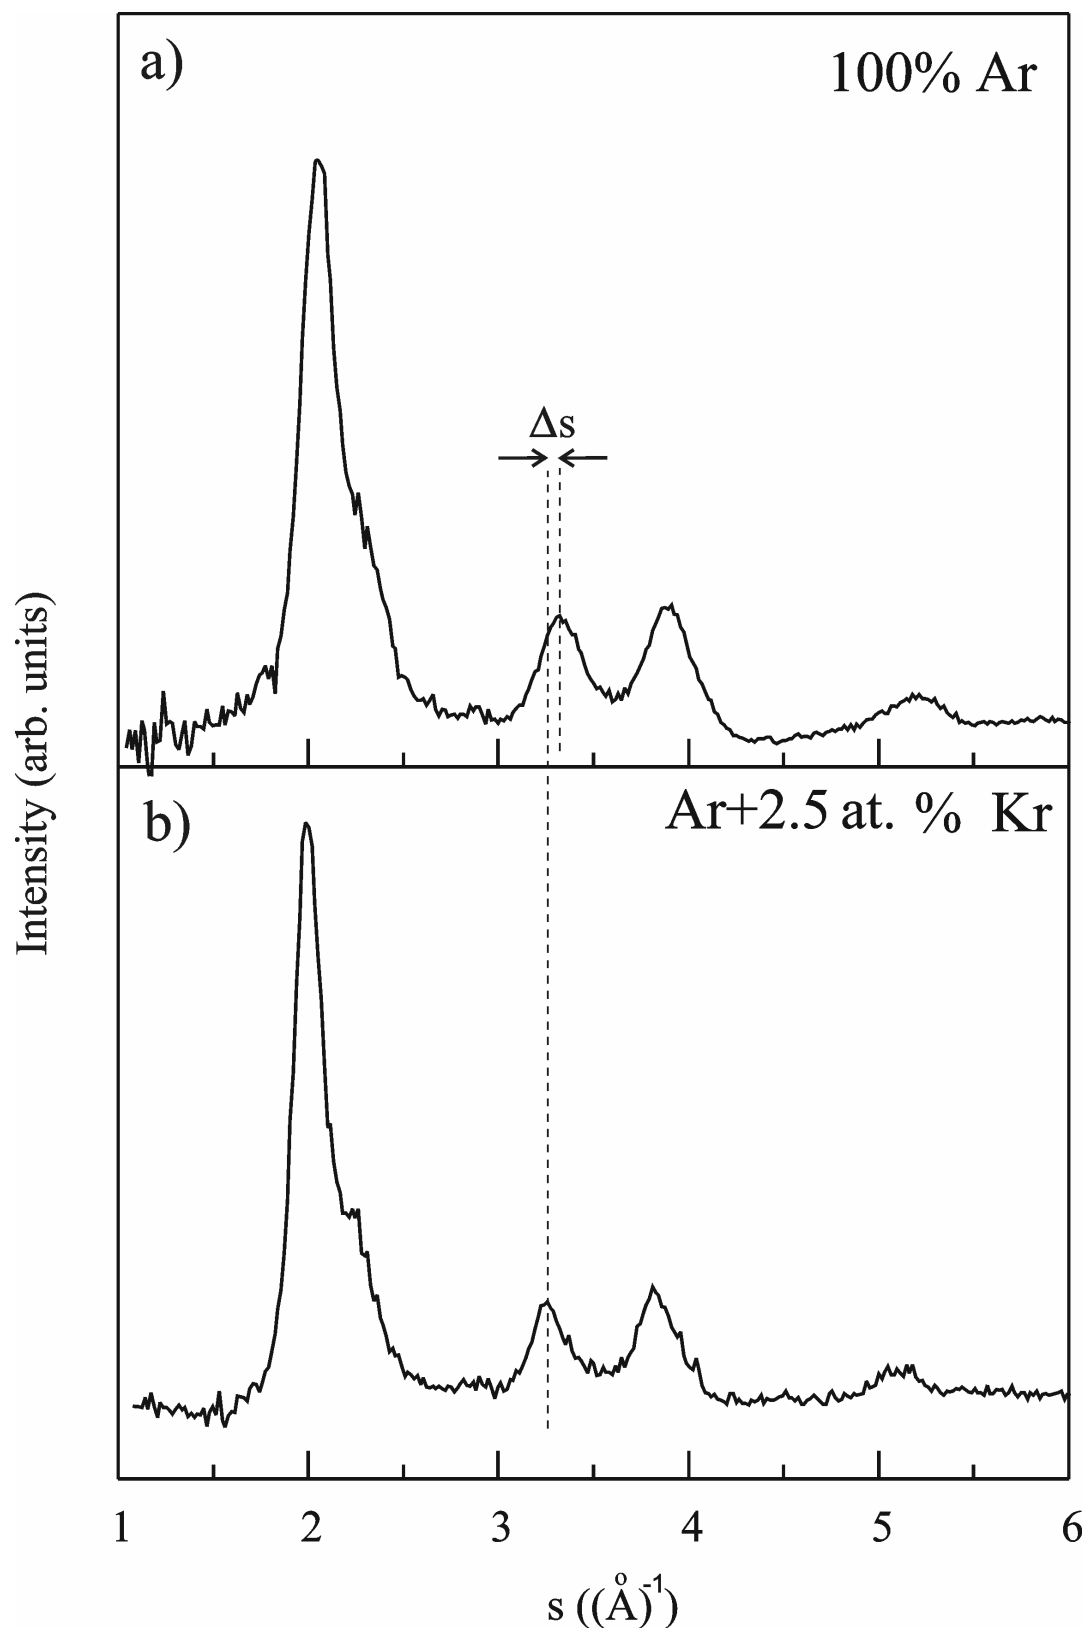 a)
100% Ar
Δs
Intensity (arb. units)
b)
Ar+2.5 at. % Kr
1 2 3 4 5 6
s ((Å)-1)